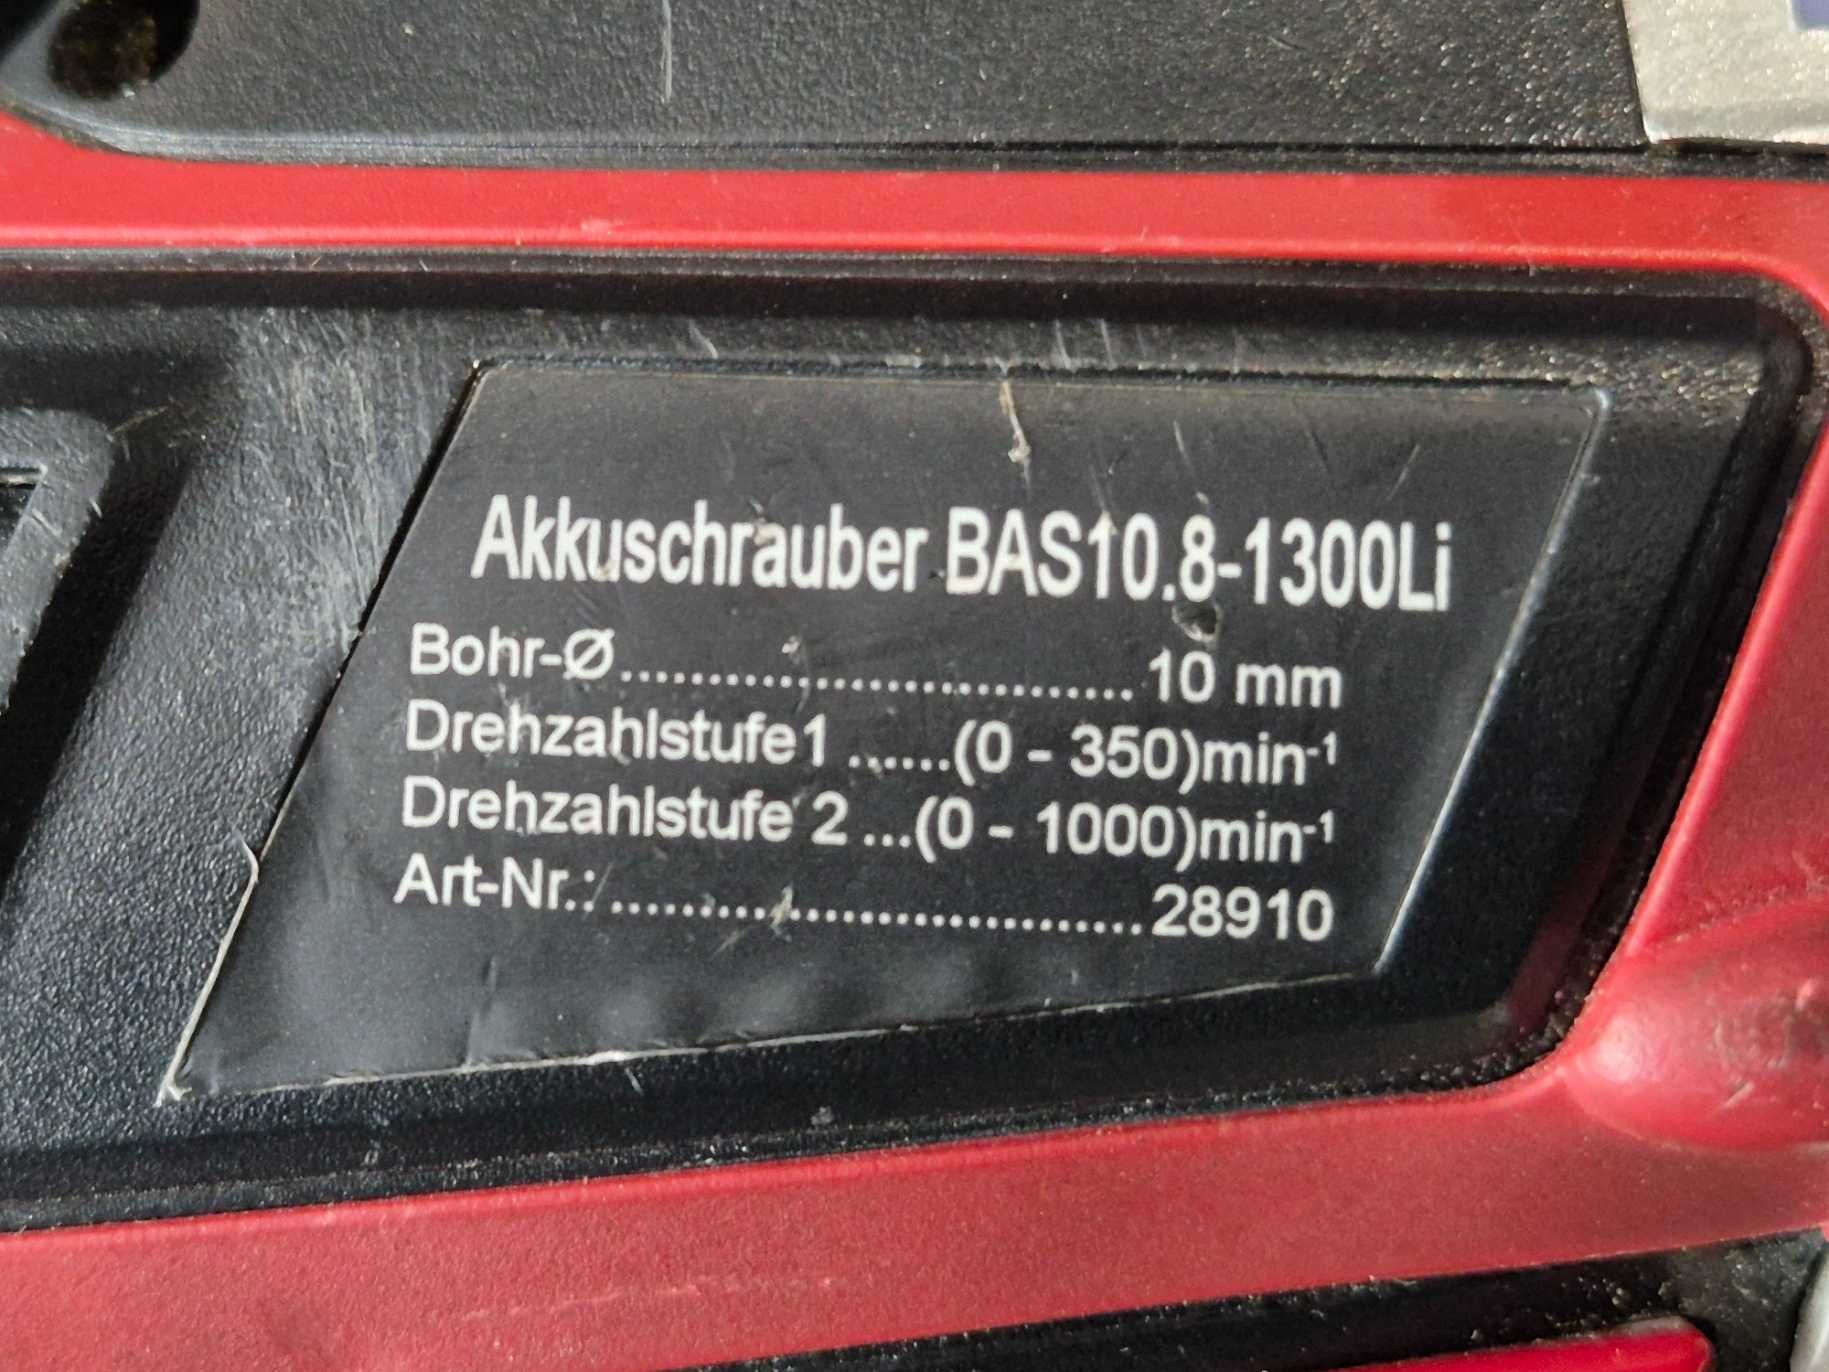 Akkuschrauber BAS10.8-1300Li
Bohr-Ø................................ 10 mm
Drehzahlstufe1 ......(0 - 350)min⁻¹
Drehzahlstufe 2 ...(0 - 1000)min⁻¹
Art-Nr.: .................................. 28910